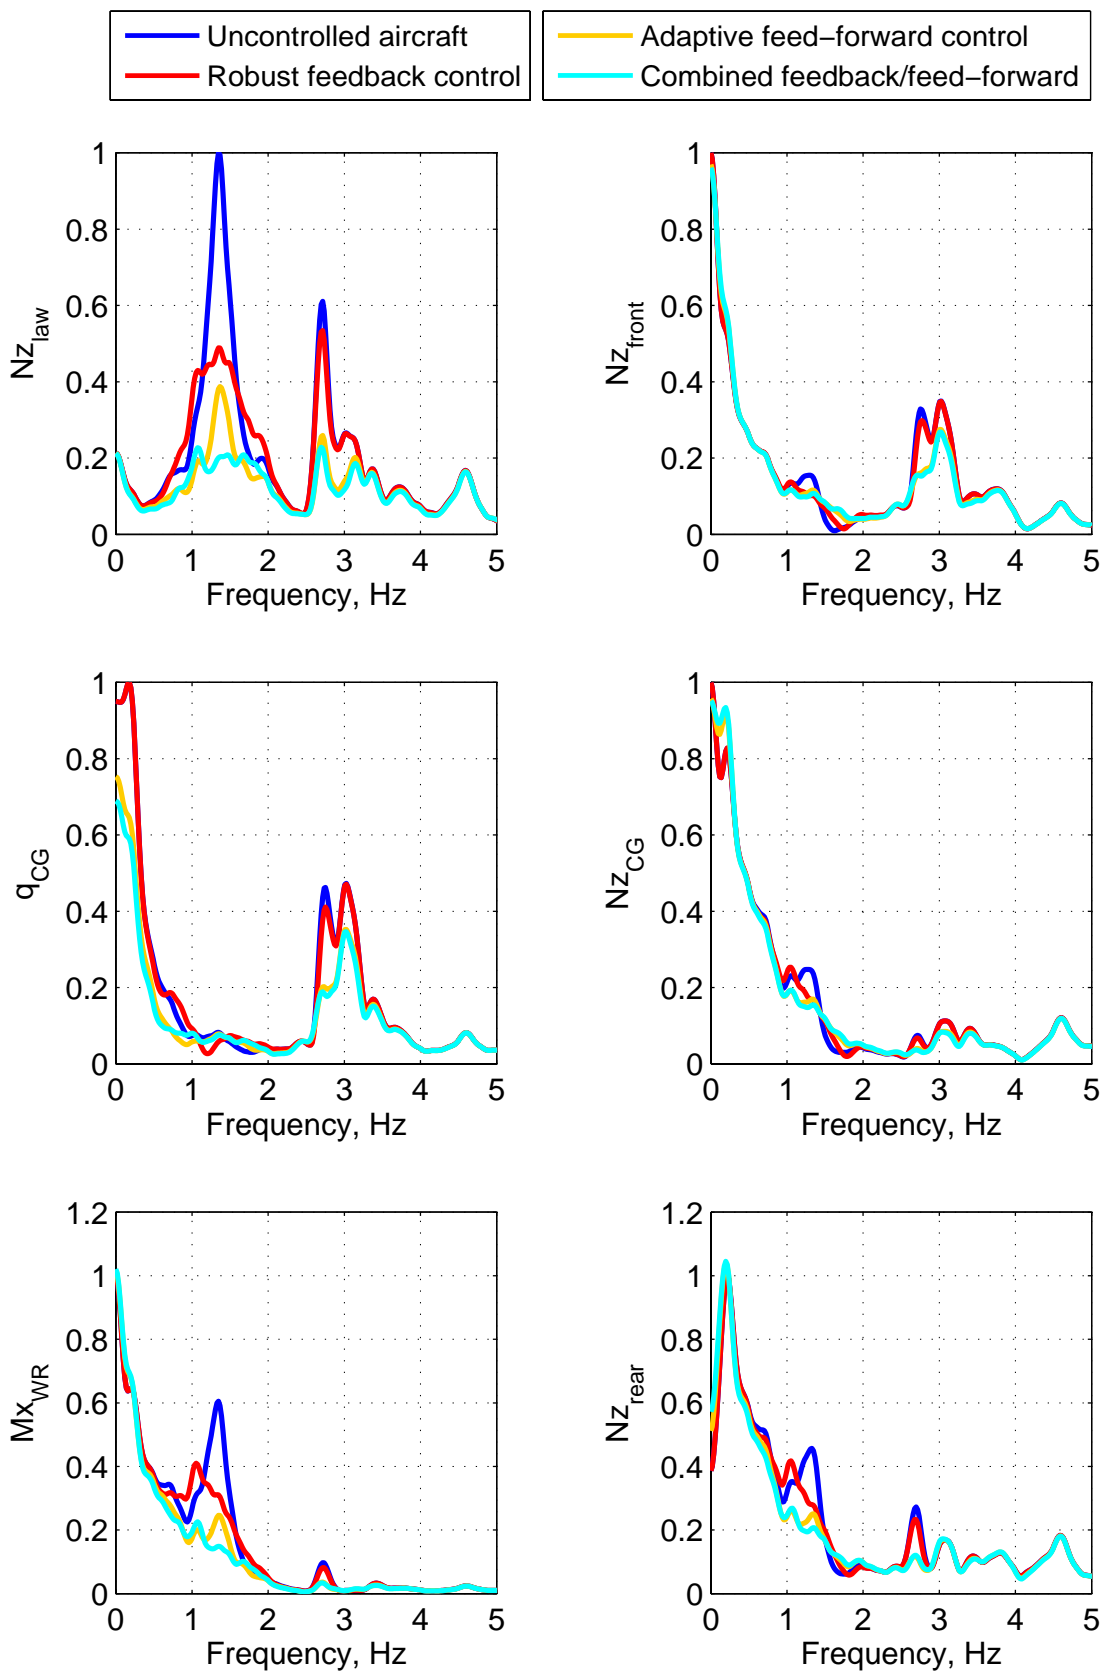 Uncontrolled aircraft
Robust feedback control
Adaptive feed−forward control
Combined feedback/feed−forward
1
0.8
0.6
0.4
0.2
0
0 1 2 3 4 5
Nz_law
Frequency, Hz
1
0.8
0.6
0.4
0.2
0
0 1 2 3 4 5
Nz_front
Frequency, Hz
1
0.8
0.6
0.4
0.2
0
0 1 2 3 4 5
q_CG
Frequency, Hz
1
0.8
0.6
0.4
0.2
0
0 1 2 3 4 5
Nz_CG
Frequency, Hz
1.2
1
0.8
0.6
0.4
0.2
0
0 1 2 3 4 5
Mx_WR
Frequency, Hz
1.2
1
0.8
0.6
0.4
0.2
0
0 1 2 3 4 5
Nz_rear
Frequency, Hz